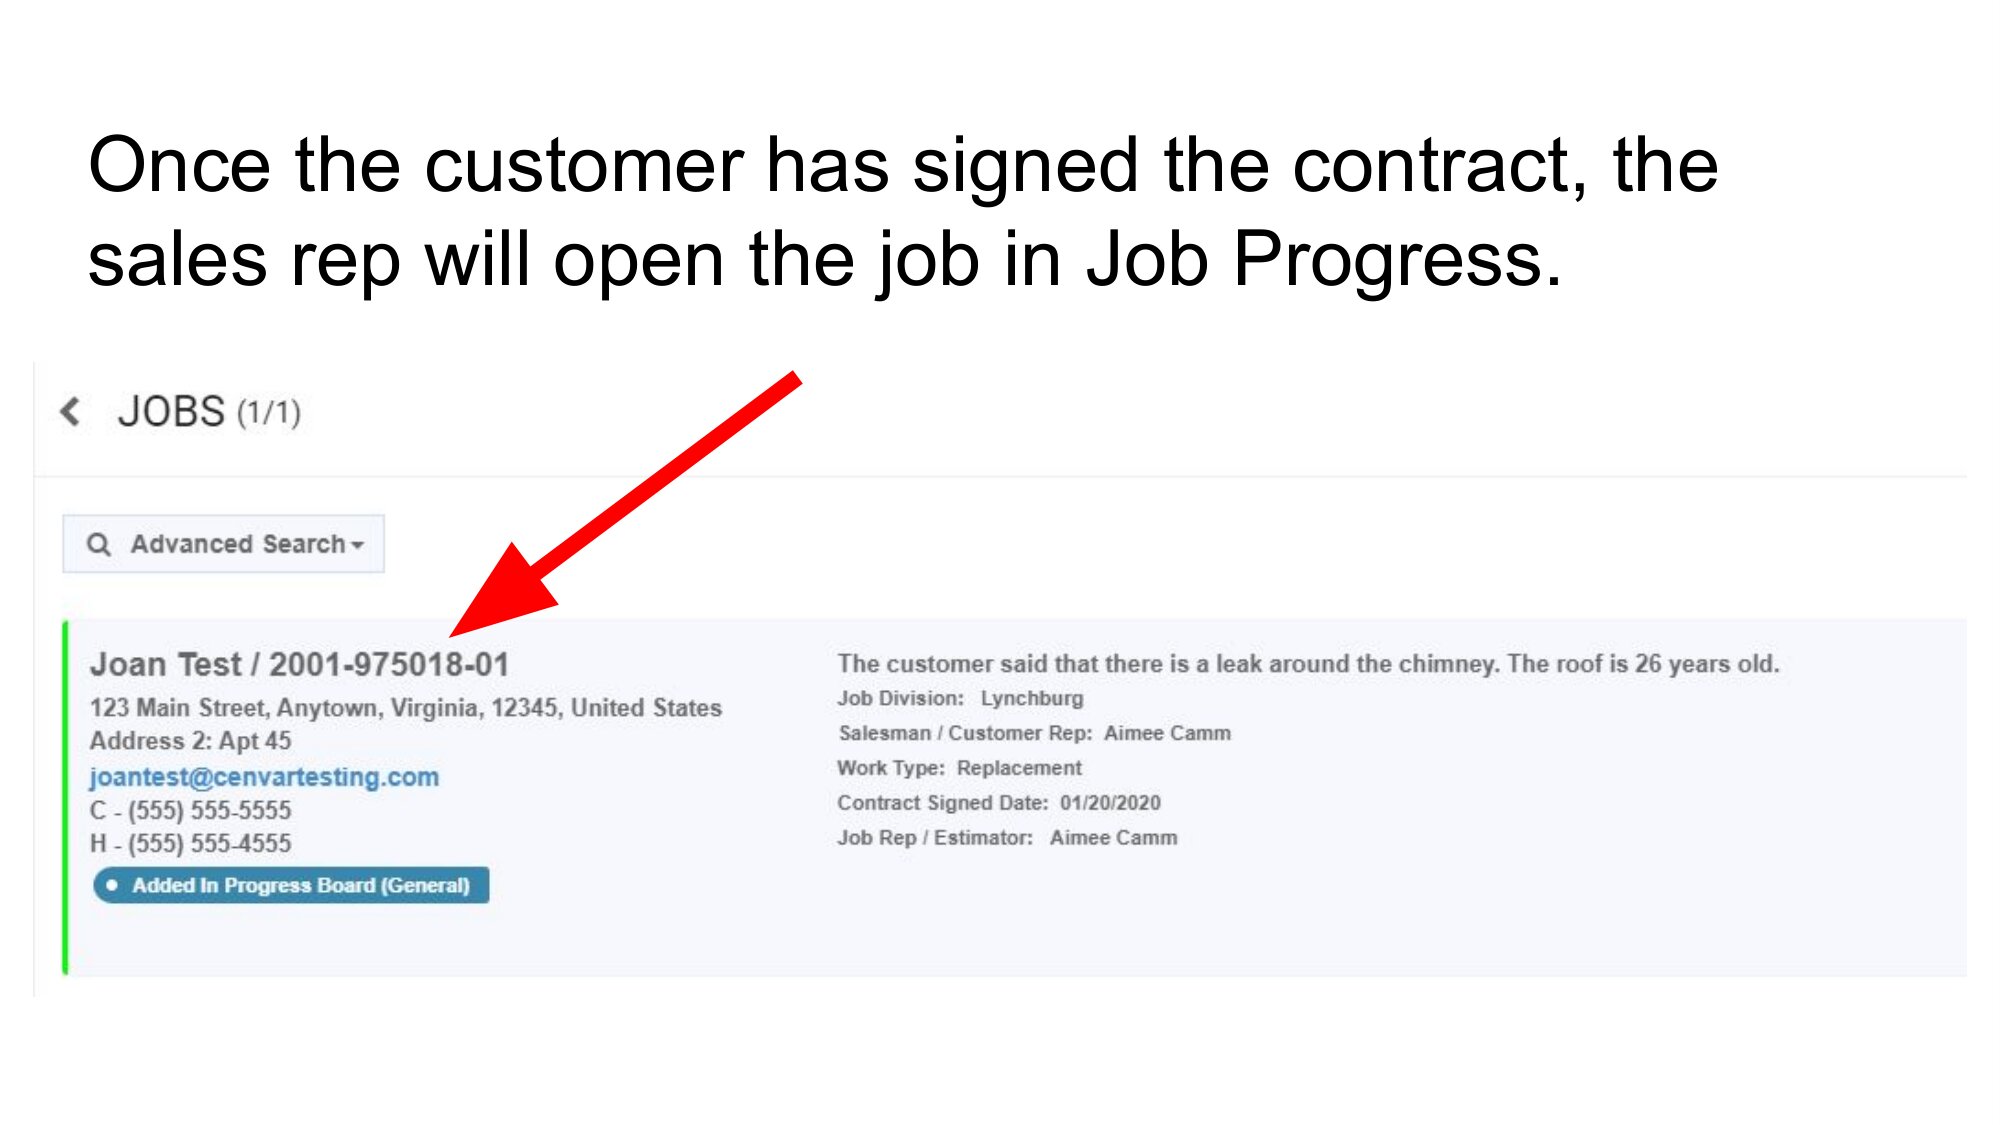 Once the customer has signed the contract, the
sales rep will open the job in Job Progress.
JOBS (1/1)
Advanced Search
Joan Test / 2001-975018-01
123 Main Street, Anytown, Virginia, 12345, United States
Address 2: Apt 45
joantest@cenvartesting.com
C - (555) 555-5555
H - (555) 555-4555
Added In Progress Board (General)
The customer said that there is a leak around the chimney. The roof is 26 years old.
Job Division: Lynchburg
Salesman / Customer Rep: Aimee Camm
Work Type: Replacement
Contract Signed Date: 01/20/2020
Job Rep / Estimator: Aimee Camm